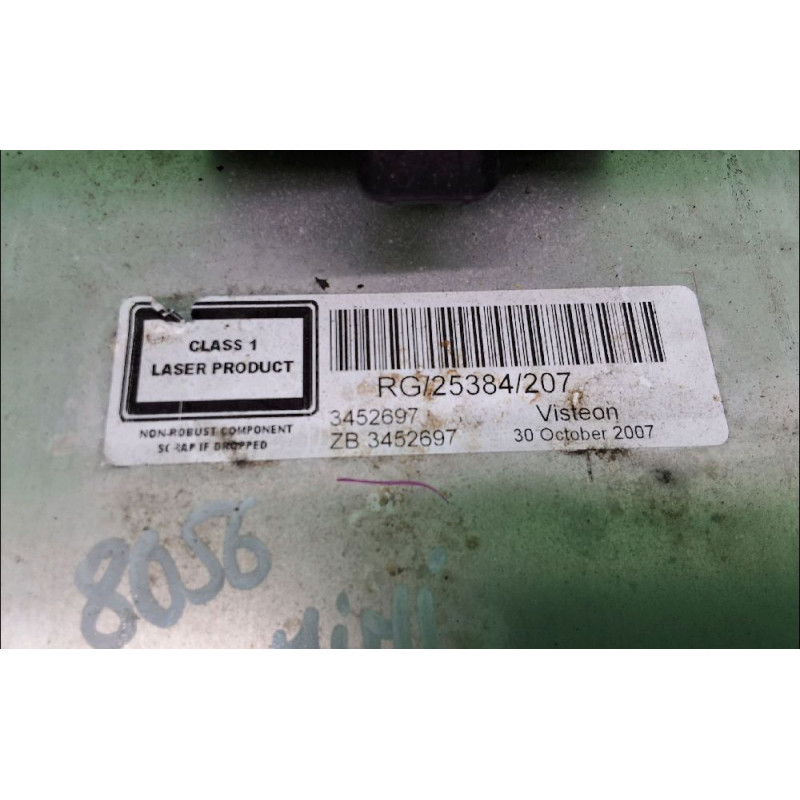 CLASS 1
LASER PRODUCT
NON-ROBUST COMPONENT
SCRAP IF DROPPED
RG/25384/207
3452697 Visteon
ZB 3452697 30 October 2007
8056
MINI